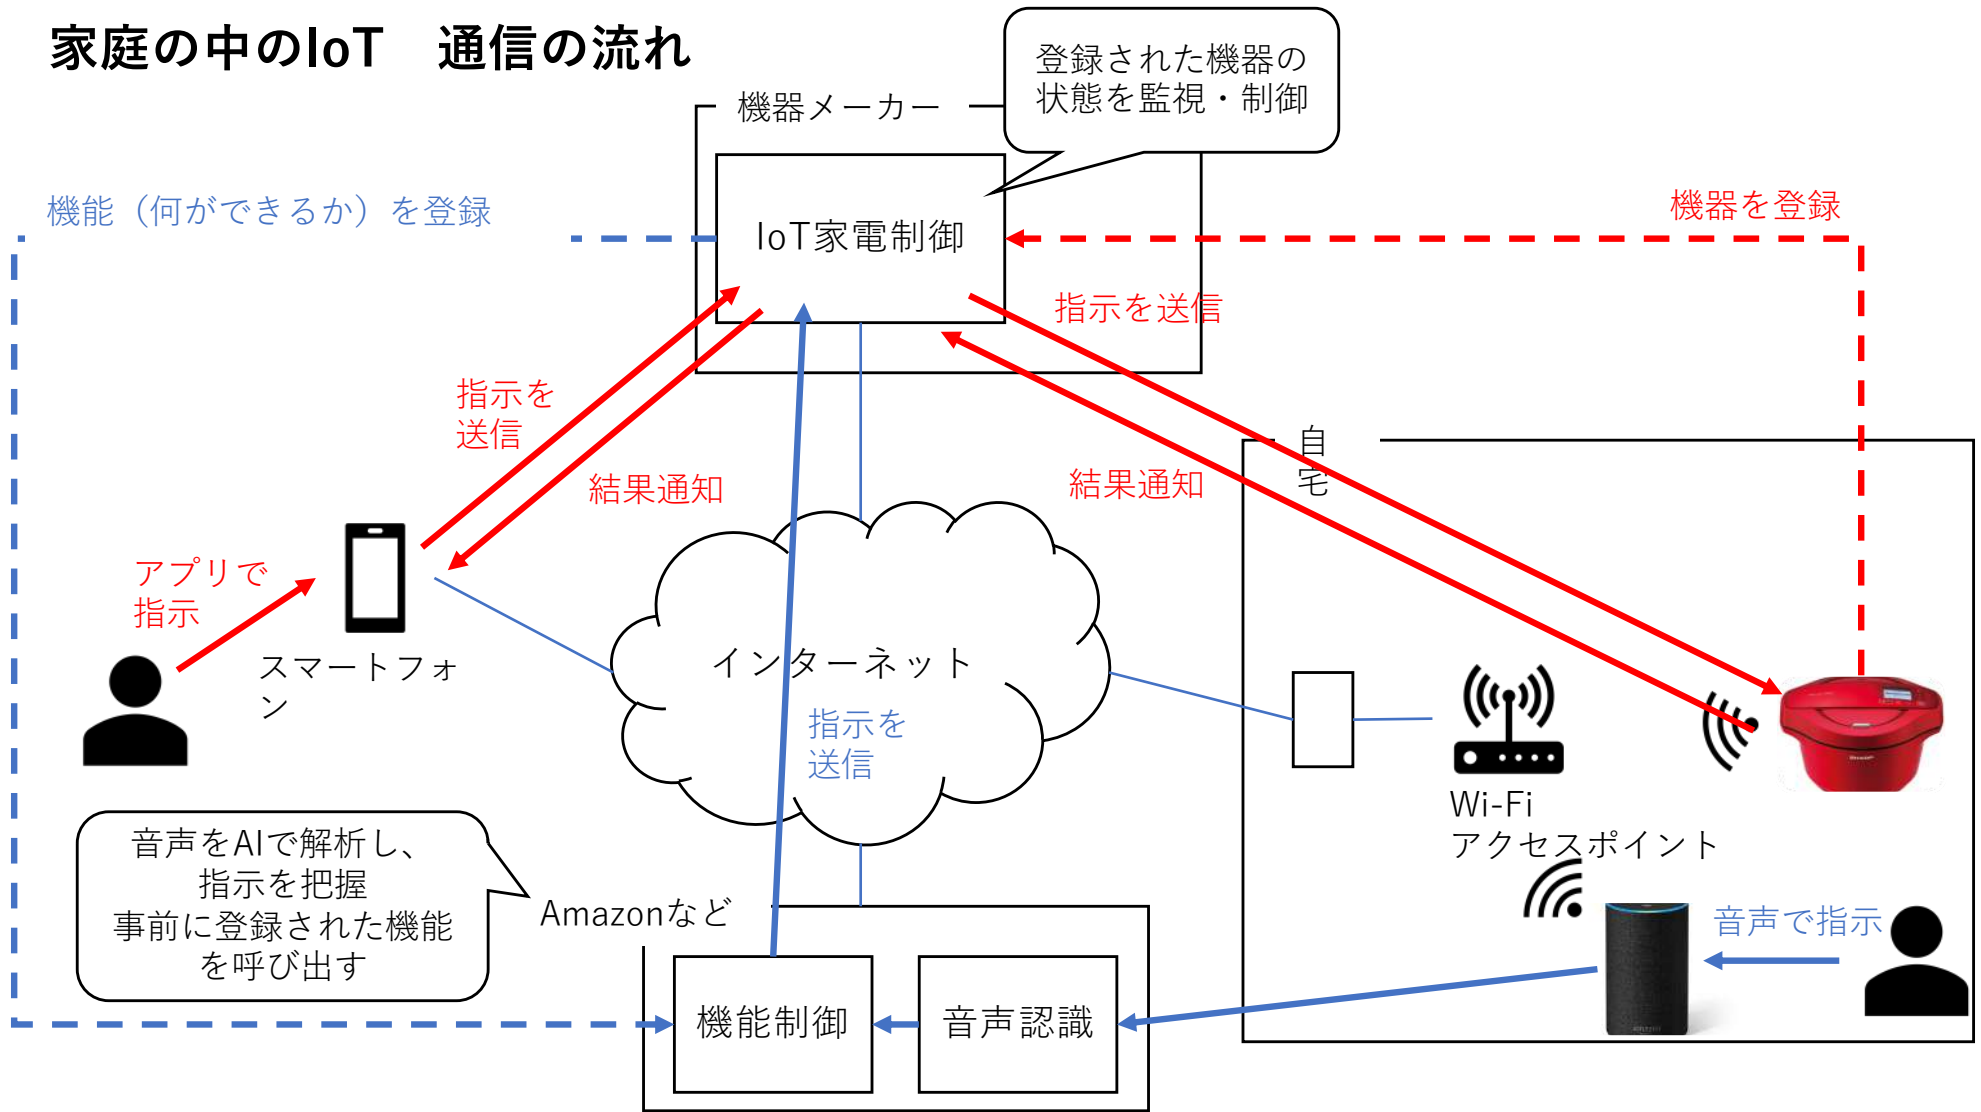 家庭の中のIoT　通信の流れ
登録された機器の
状態を監視・制御
機器メーカー
機能（何ができるか）を登録
機器を登録
IoT家電制御
指示を送信
指示を
送信
自
宅
結果通知
結果通知
アプリで
指示
スマートフォ
ン
インターネット
指示を
送信
Wi-Fi
アクセスポイント
音声をAIで解析し、
指示を把握
事前に登録された機能
を呼び出す
Amazonなど
音声で指示
機能制御
音声認識